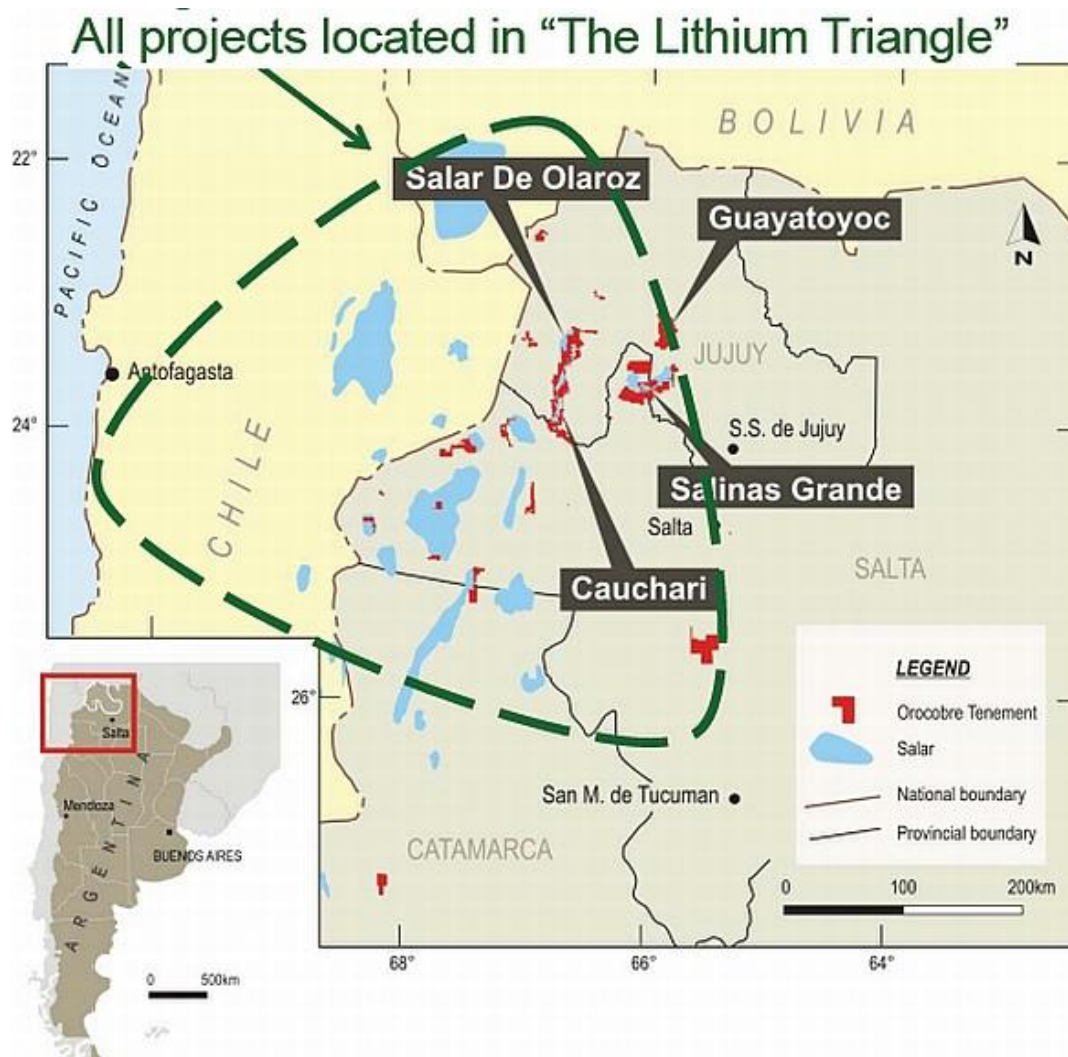 All projects located in “The Lithium Triangle”
BOLIVIA
PACIFIC OCEAN
22°
Salar De Olaroz
Guayatoyoc
N
JUJUY
Antofagasta
24°
CHILE
S.S. de Jujuy
Salinas Grande
Salta
Cauchari
SALTA
26°
LEGEND
Orocobre Tenement
Salar
National boundary
Provincial boundary
San M. de Tucuman
CATAMARCA
0 100 200km
68° 66° 64°
Salta
Mendoza
BUENOS AIRES
ARGENTINA
0 500km